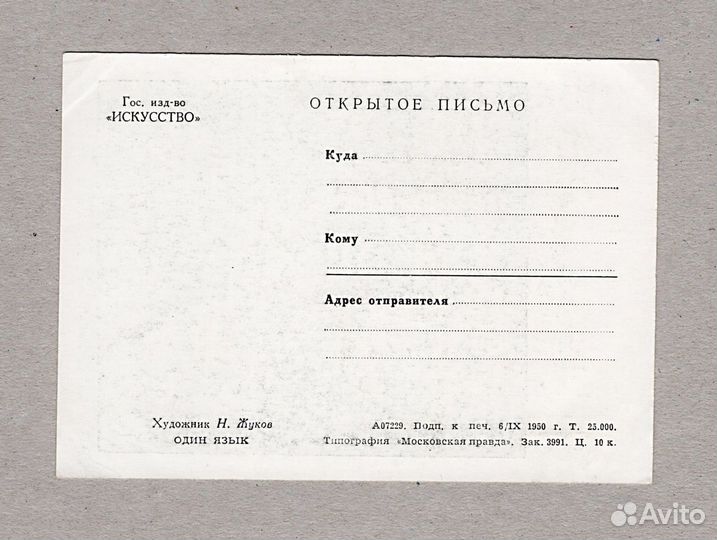 Гос. изд-во
«ИСКУССТВО»
ОТКРЫТОЕ ПИСЬМО
Куда
Кому
Адрес отправителя
Художник Н. Жуков
ОДИН ЯЗЫК
А07229. Подп. к печ. 6/IX 1950 г. Т. 25.000.
Типография «Московская правда». Зак. 3991. Ц. 10 к.
Avito